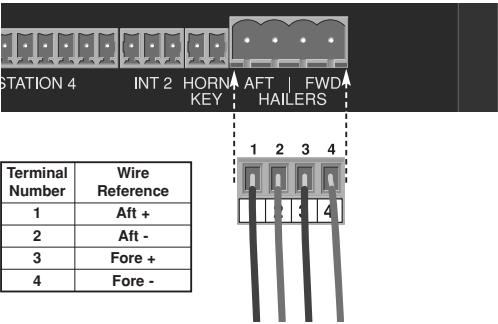 STATION 4 INT 2 HORN AFT | FWD
KEY HAILERS
1 2 3 4
2 3 4
Terminal Number Wire Reference
1 Aft +
2 Aft -
3 Fore +
4 Fore -